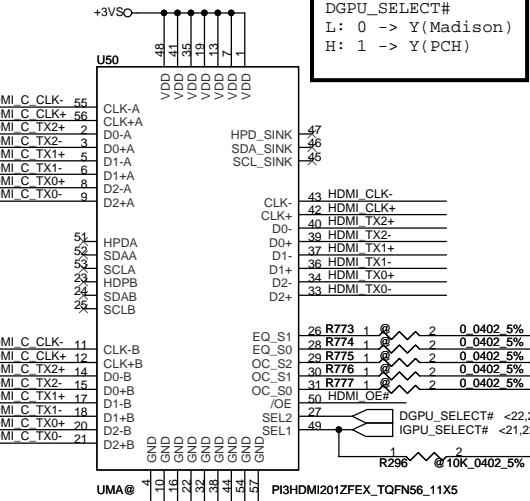 +3VS
DGPU_SELECT#
L: 0 -> Y(Madison)
H: 1 -> Y(PCH)
U50
48 41 35 19 13 7 1
VDD VDD VDD VDD VDD VDD VDD
MI_C_CLK- 55 CLK-A
MI_C_CLK+ 56 CLK+A
MI_C_TX2+ 2 D0-A
MI_C_TX2- 3 D0+A
MI_C_TX1+ 5 D1-A
MI_C_TX1- 6 D1+A
MI_C_TX0+ 8 D2-A
MI_C_TX0- 9 D2+A
HPD_SINK 47
SDA_SINK 46
SCL_SINK 45
CLK- 43 HDMI_CLK-
CLK+ 42 HDMI_CLK+
D0- 40 HDMI_TX2+
D0+ 39 HDMI_TX2-
D1- 37 HDMI_TX1+
D1+ 36 HDMI_TX1-
D2- 34 HDMI_TX0+
D2+ 33 HDMI_TX0-
51 HPDA
52 SDAA
53 SCLA
23 HDPB
24 SDAB
25 SCLB
EQ_S1 26 R773 1 @ 2 0_0402_5%
EQ_S0 28 R774 1 @ 2 0_0402_5%
OC_S2 29 R775 1 @ 2 0_0402_5%
OC_S1 30 R776 1 @ 2 0_0402_5%
OC_S0 31 R777 1 @ 2 0_0402_5%
/OE 50 HDMI_OE#
SEL2 27 DGPU_SELECT# <22,2
SEL1 49 IGPU_SELECT# <21,2
MI_C_CLK- 11 CLK-B
MI_C_CLK+ 12 CLK+B
MI_C_TX2+ 14 D0-B
MI_C_TX2- 15 D0+B
MI_C_TX1+ 17 D1-B
MI_C_TX1- 18 D1+B
MI_C_TX0+ 20 D2-B
MI_C_TX0- 21 D2+B
GND GND GND GND GND GND GND GND
4 10 16 22 32 38 44 54 57
1 2
R296 @10K_0402_5%
UMA@ PI3HDMI201ZFEX_TQFN56_11X5